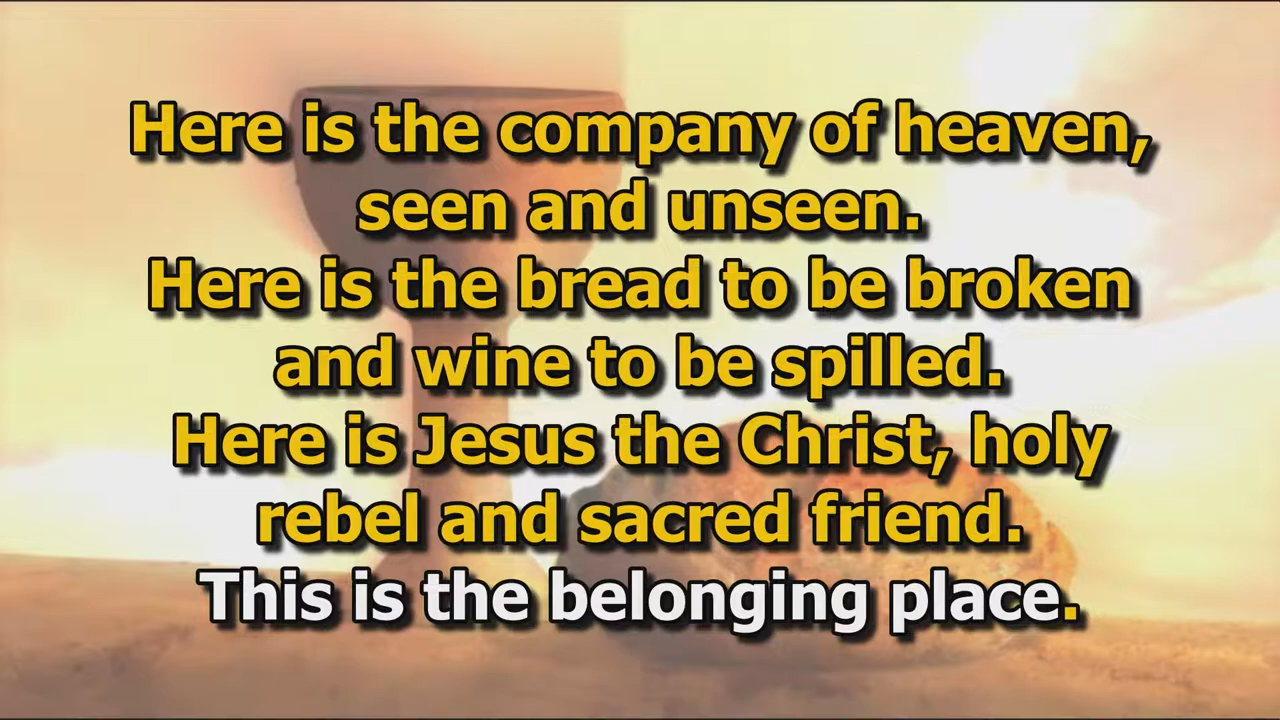 Here is the company of heaven,
seen and unseen.
Here is the bread to be broken
and wine to be spilled.
Here is Jesus the Christ, holy
rebel and sacred friend.
This is the belonging place.